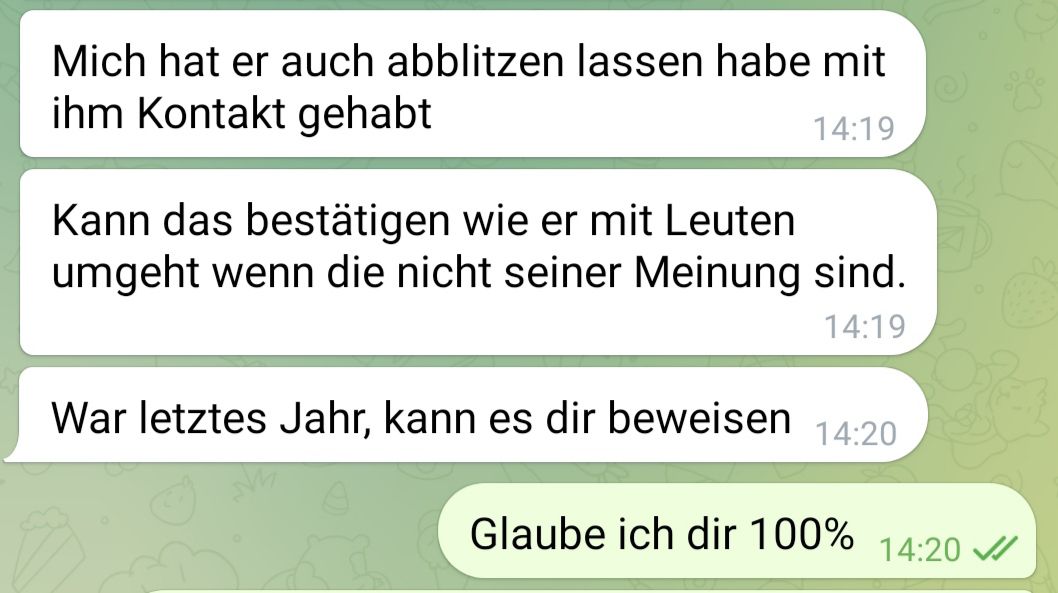 Mich hat er auch abblitzen lassen habe mit
ihm Kontakt gehabt
14:19
Kann das bestätigen wie er mit Leuten
umgeht wenn die nicht seiner Meinung sind.
14:19
War letztes Jahr, kann es dir beweisen 14:20
Glaube ich dir 100% 14:20